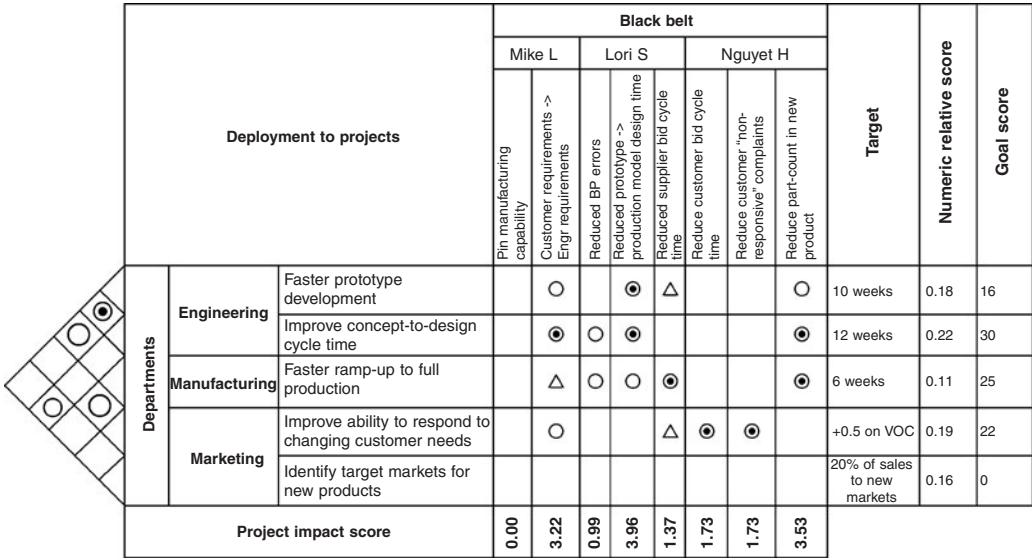 Black belt
Mike L
Lori S
Nguyet H
Deployment to projects
Pin manufacturing
capability
Customer requirements ->
Engr requirements
Reduced BP errors
Reduced prototype ->
production model design time
Reduced supplier bid cycle
time
Reduce customer bid cycle
time
Reduce customer “non-
responsive” complaints
Reduce part-count in new
product
Target
Numeric relative score
Goal score
Departments
Engineering
Faster prototype
development
10 weeks
0.18
16
Improve concept-to-design
cycle time
12 weeks
0.22
30
Manufacturing
Faster ramp-up to full
production
6 weeks
0.11
25
Marketing
Improve ability to respond to
changing customer needs
+0.5 on VOC
0.19
22
Identify target markets for
new products
20% of sales
to new
markets
0.16
0
Project impact score
0.00
3.22
0.99
3.96
1.37
1.73
1.73
3.53